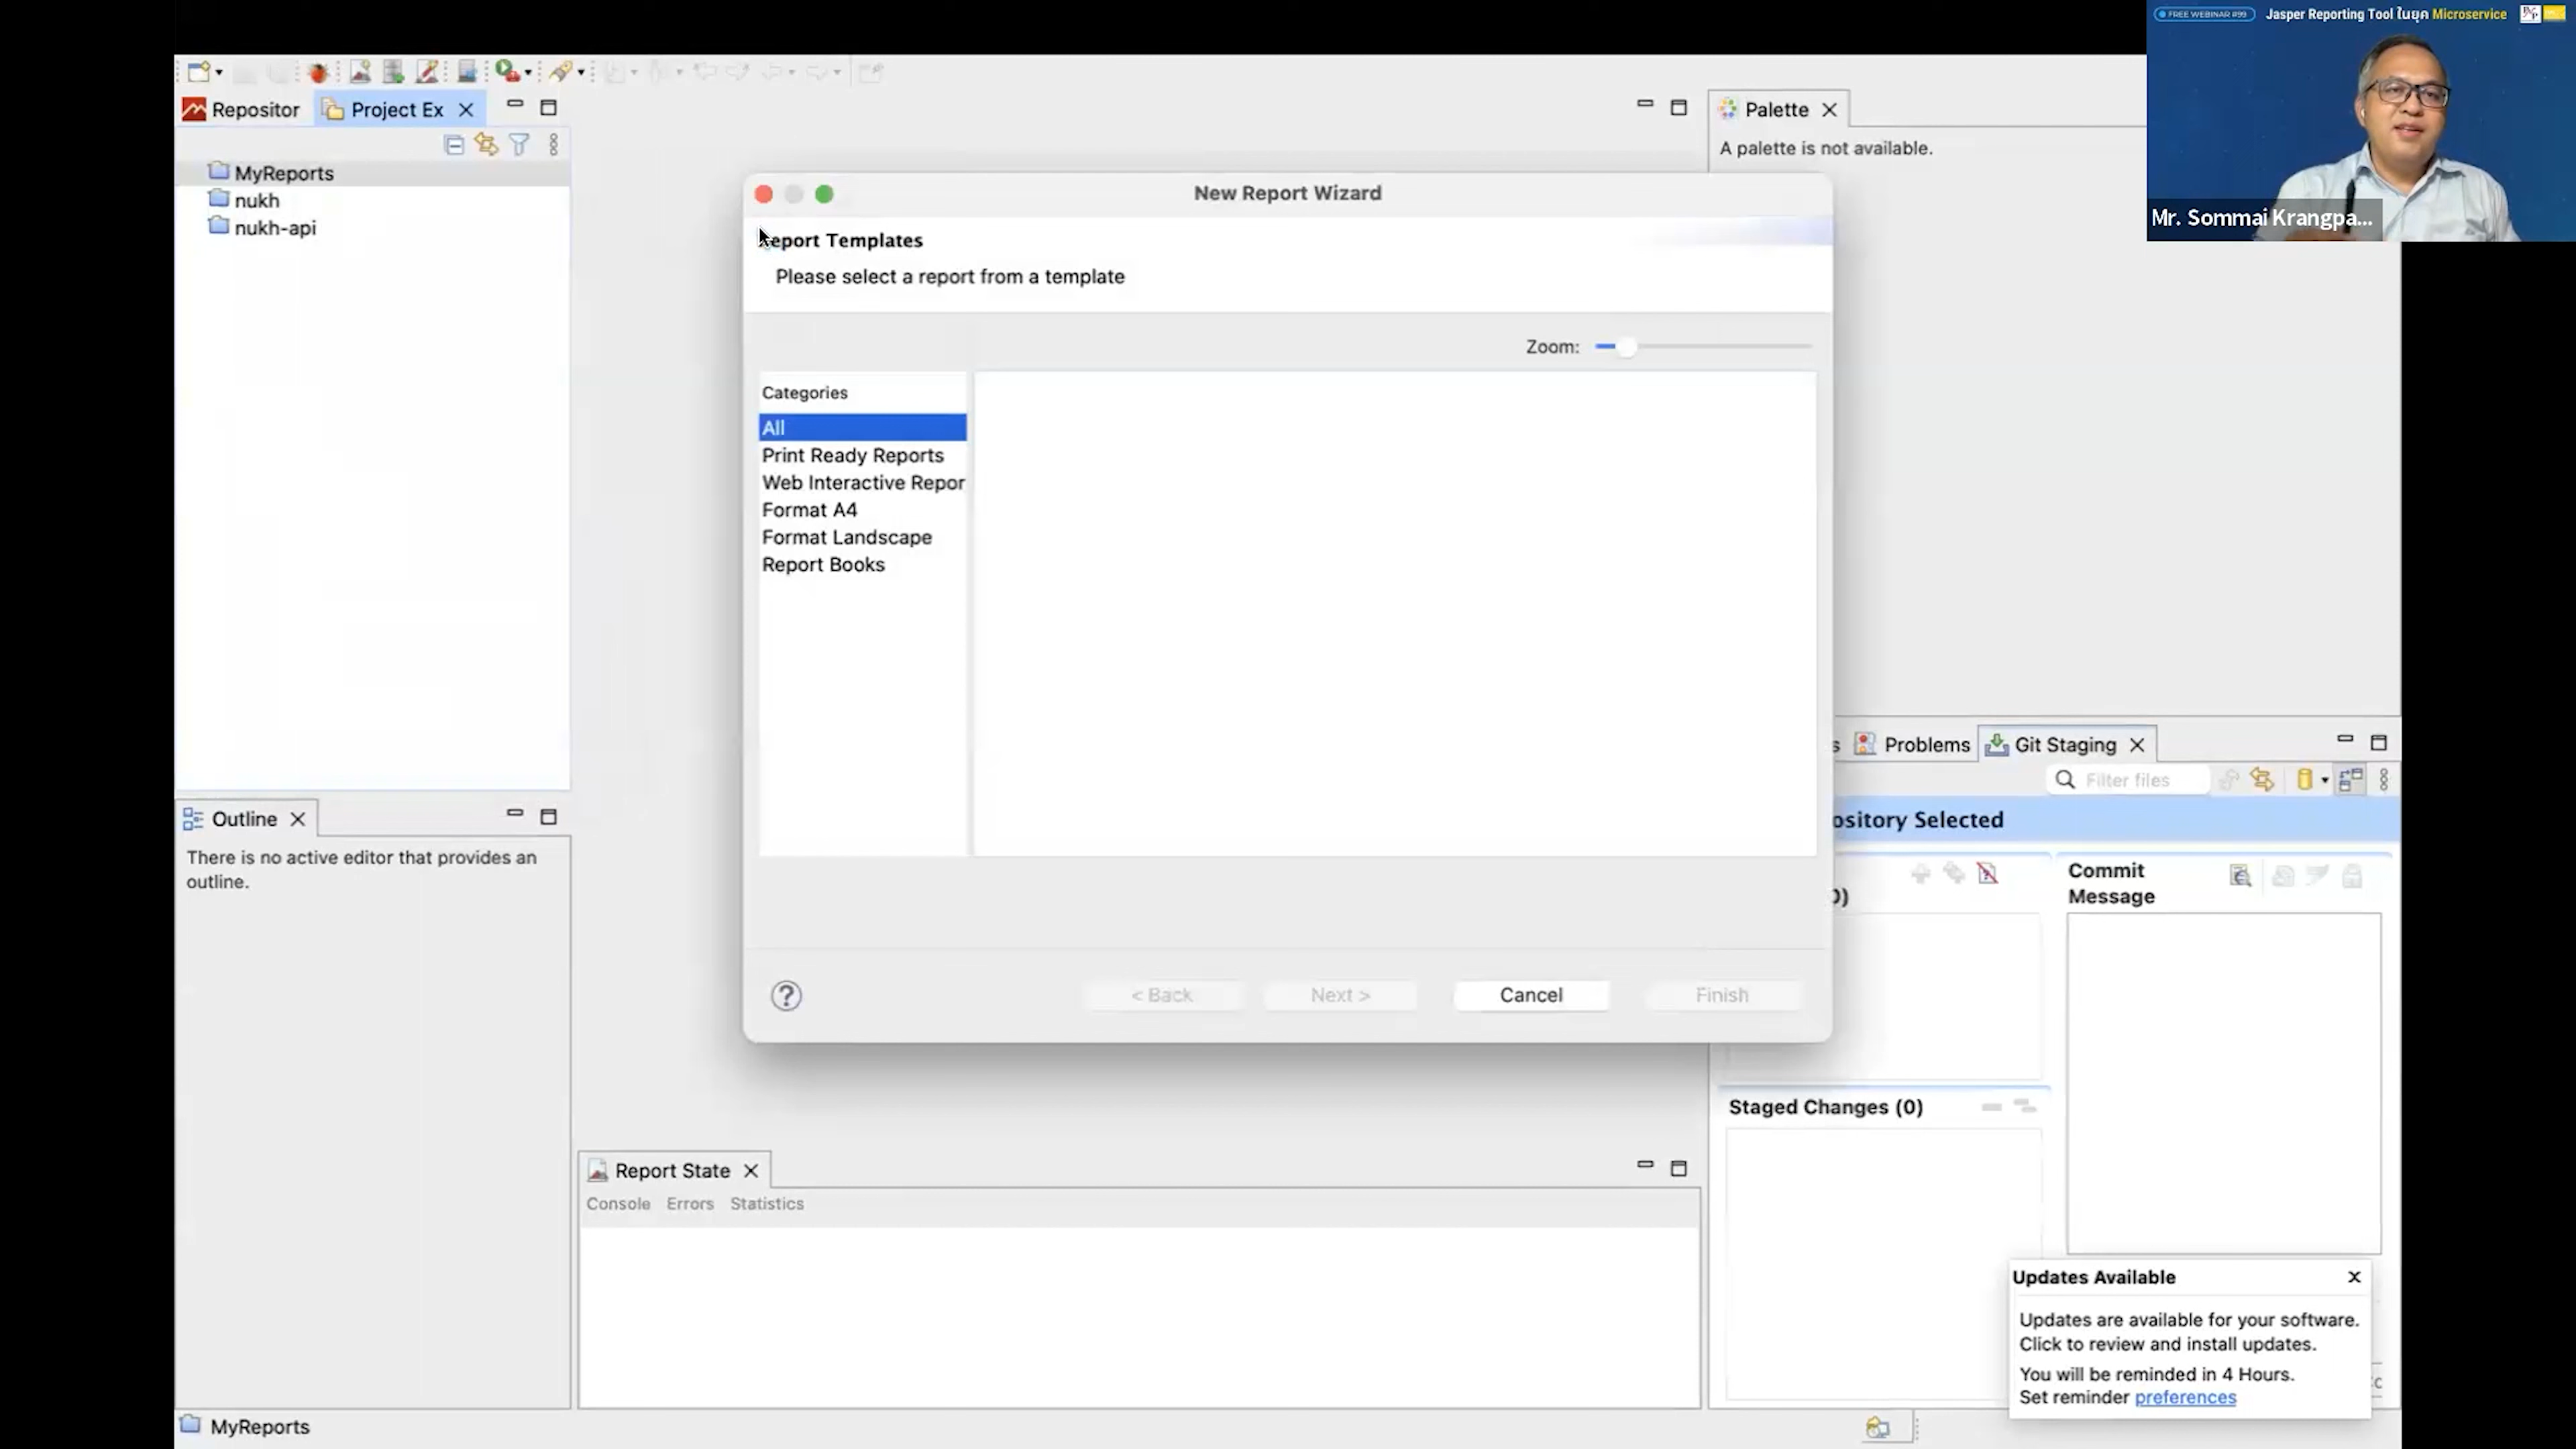 FREE WEBINAR #99
Jasper Reporting Tool ในยุค Microservice
Mr. Sommai Krangpa...
Repositor
Project Ex
MyReports
nukh
nukh-api
Palette
A palette is not available.
New Report Wizard
Report Templates
Please select a report from a template
Zoom:
Categories
All
Print Ready Reports
Web Interactive Repor
Format A4
Format Landscape
Report Books
< Back
Next >
Cancel
Finish
Outline
There is no active editor that provides an
outline.
s
Problems
Git Staging
Filter files
ository Selected
0)
Commit
Message
Staged Changes (0)
Report State
Console
Errors
Statistics
Updates Available
Updates are available for your software.
Click to review and install updates.
You will be reminded in 4 Hours.
Set reminder preferences
MyReports